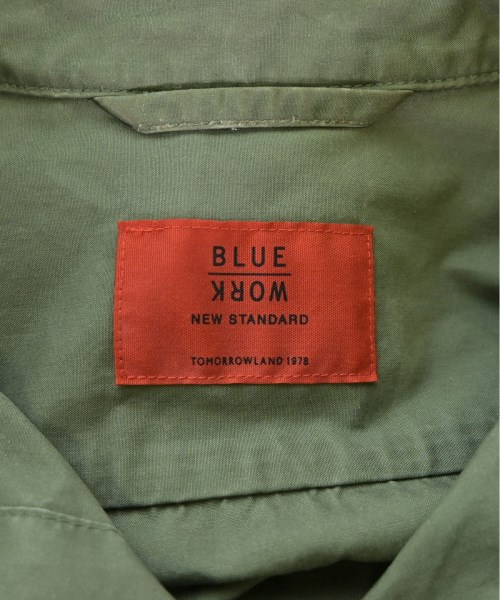 BLUE
WORK
NEW STANDARD
TOMORROWLAND 1978